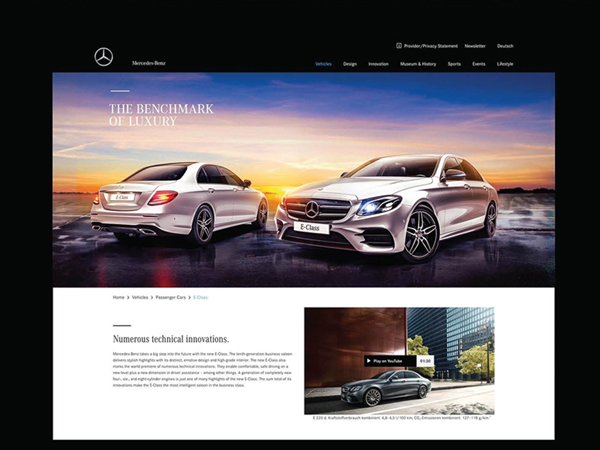 Provider/Privacy Statement Newsletter Deutsch
Mercedes-Benz
Vehicles Design Innovation Museum & History Sports Events Lifestyle
THE BENCHMARK
OF LUXURY
E-Class
E-Class
Home > Vehicles > Passenger Cars > E-Class
Numerous technical innovations.
Mercedes-Benz takes a big step into the future with the new E-Class. The tenth-generation business saloon
delivers stylish highlights with its distinct, emotive design and high-grade interior. The new E-Class also
marks the world premiere of numerous technical innovations. They enable comfortable, safe driving on a
new level plus a new dimension in driver assistance – among other things. A generation of completely new
four-, six-, and eight-cylinder engines is just one of many highlights of the new E-Class. The sum total of its
innovations make the E-Class the most intelligent saloon in the business class.
Play on YouTube 01:30
E 220 d: Kraftstoffverbrauch kombiniert: 4,8–4,3 l/100 km; CO₂ Emissionen kombiniert: 127–116 g/km.*